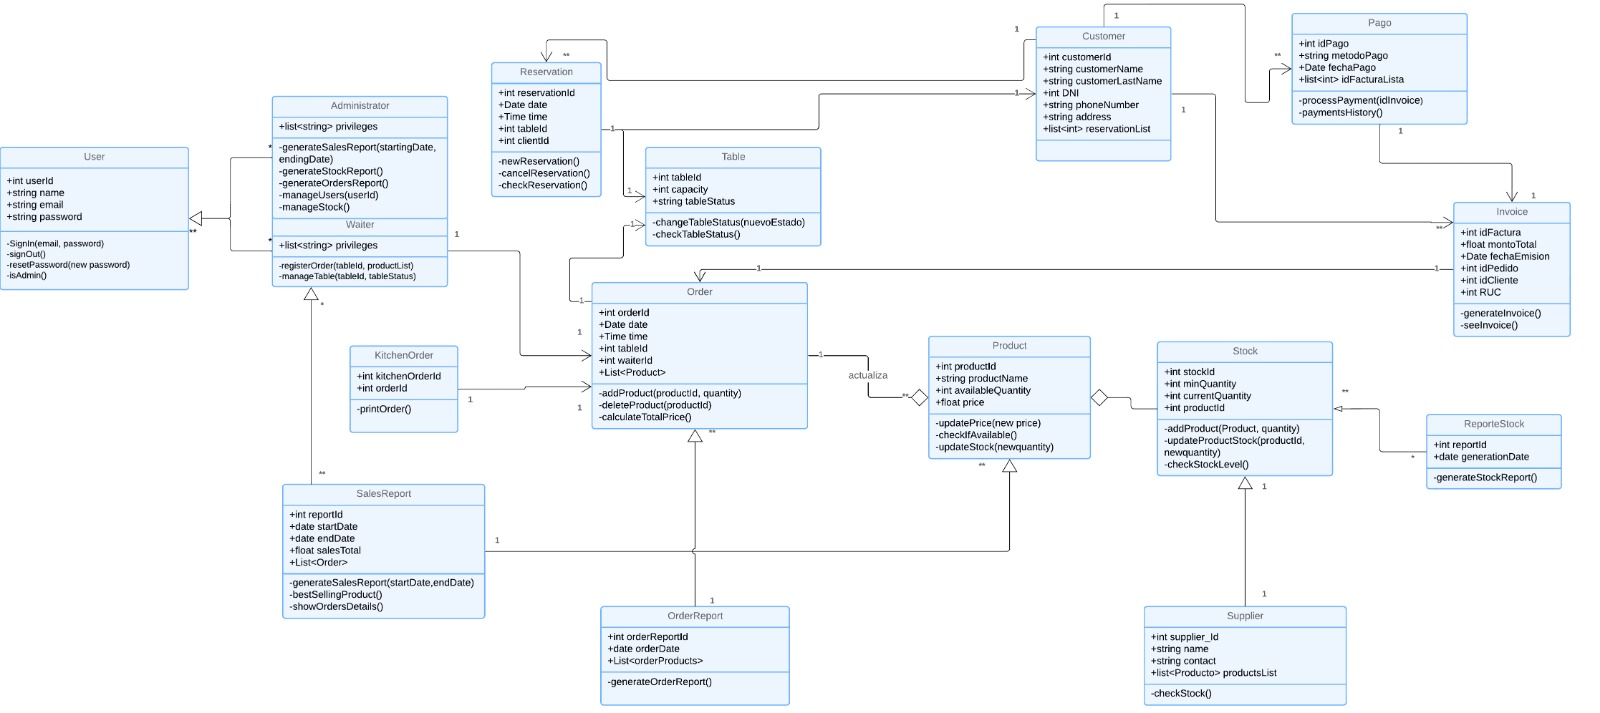 User
+int userId
+string name
+string email
+string password
-SignIn(email, password)
-signOut()
-resetPassword(new password)
-isAdmin()
**
Administrator
+list<string> privileges
-generateSalesReport(startingDate,
endingDate)
-generateStockReport()
-generateOrdersReport()
-manageUsers(userId)
-manageStock()
*
Waiter
+list<string> privileges
-registerOrder(tableId, productList)
-manageTable(tableId, tableStatus)
*
1
*
Reservation
+int reservationId
+Date date
+Time time
+int tableId
+int clientId
-newReservation()
-cancelReservation()
-checkReservation()
**
1
1
1
1
Table
+int tableId
+int capacity
+string tableStatus
-changeTableStatus(nuevoEstado)
-checkTableStatus()
1
1
Customer
+int customerId
+string customerName
+string customerLastName
+int DNI
+string phoneNumber
+string address
+list<int> reservationList
1
1
**
Pago
+int idPago
+string metodoPago
+Date fechaPago
+list<int> idFacturaLista
-processPayment(idInvoice)
-paymentsHistory()
1
1
**
Invoice
+int idFactura
+float montoTotal
+Date fechaEmision
+int idPedido
+int idCliente
+int RUC
-generateInvoice()
-seeInvoice()
1
1
Order
+int orderId
+Date date
+Time time
+int tableId
+int waiterId
+List<Product>
-addProduct(productId, quantity)
-deleteProduct(productId)
-calculateTotalPrice()
1
1
**
1
actualiza
**
KitchenOrder
+int kitchenOrderId
+int orderId
-printOrder()
1
Product
+int productId
+string productName
+int availableQuantity
+float price
-updatePrice(new price)
-checkIfAvailable()
-updateStock(newquantity)
**
Stock
+int stockId
+int minQuantity
+int currentQuantity
+int productId
-addProduct(Product, quantity)
-updateProductStock(productId,
newquantity)
-checkStockLevel()
**
1
ReporteStock
+int reportId
+date generationDate
-generateStockReport()
*
**
SalesReport
+int reportId
+date startDate
+date endDate
+float salesTotal
+List<Order>
-generateSalesReport(startDate,endDate)
-bestSellingProduct()
-showOrdersDetails()
1
1
OrderReport
+int orderReportId
+date orderDate
+List<orderProducts>
-generateOrderReport()
1
Supplier
+int supplier_Id
+string name
+string contact
+list<Producto> productsList
-checkStock()